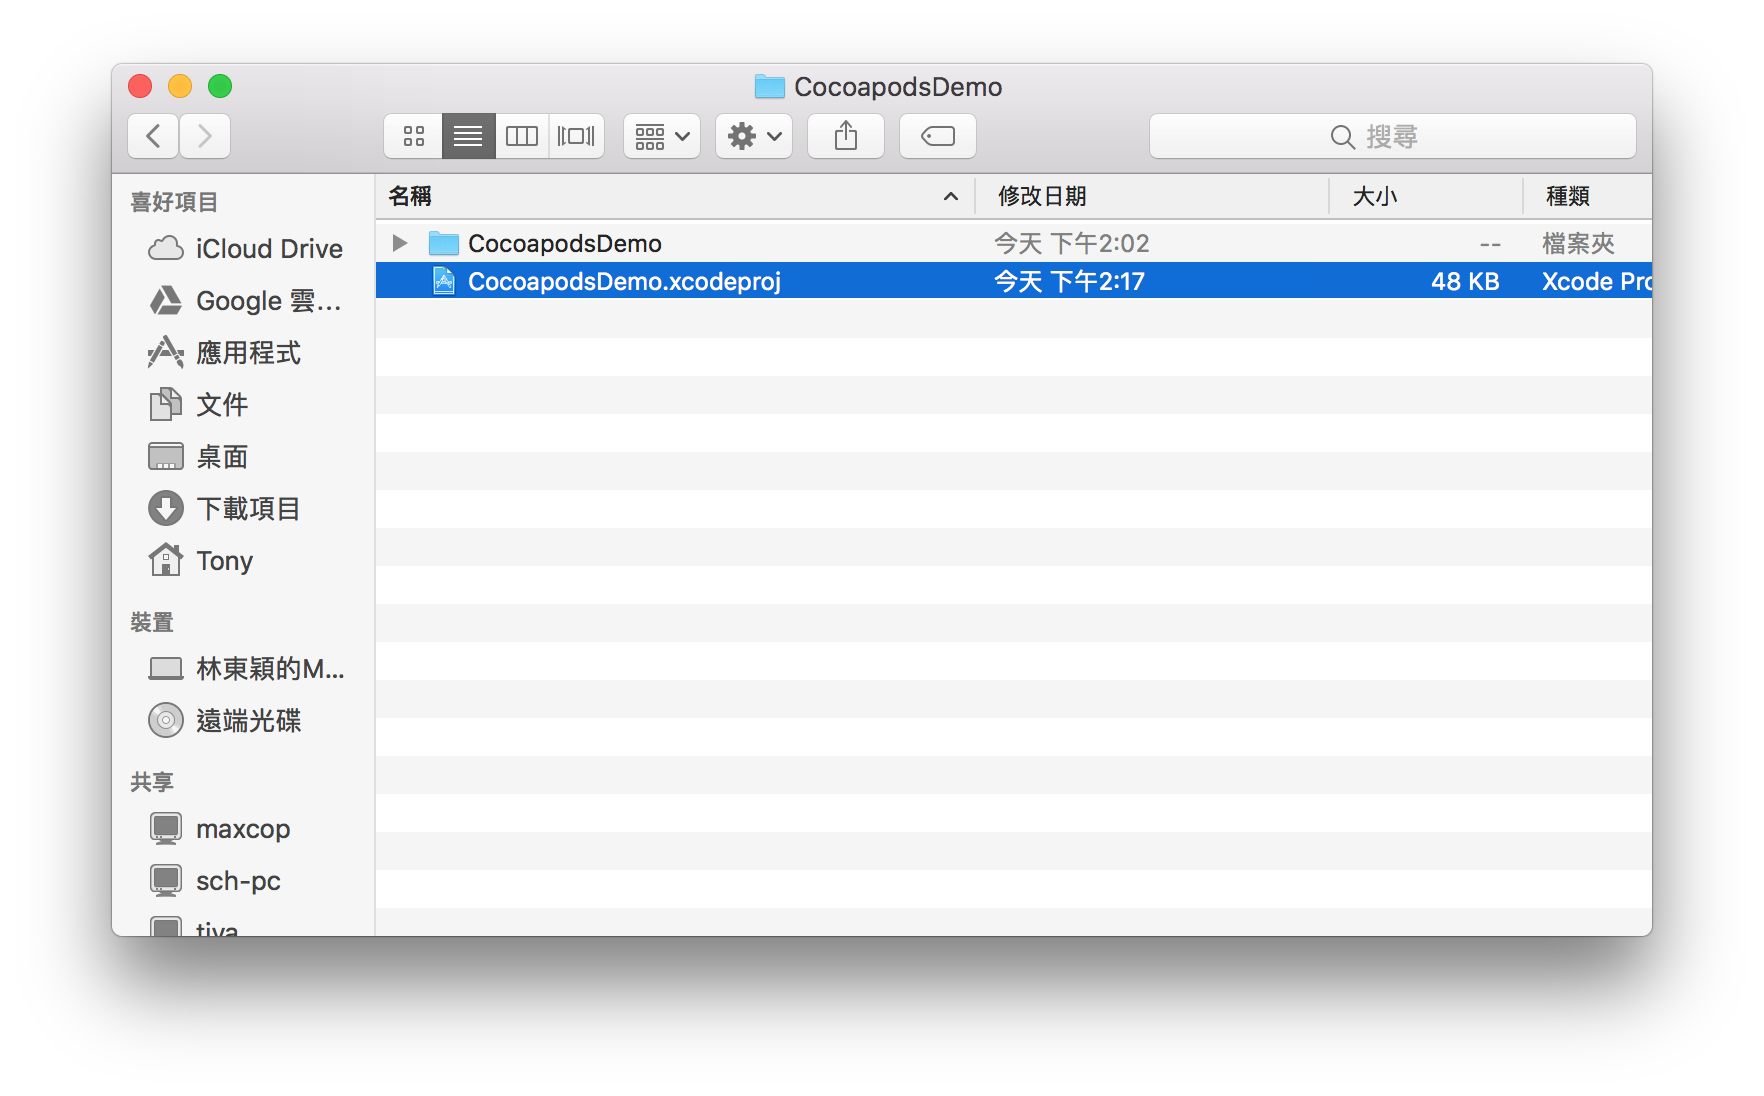 CocoapodsDemo
搜尋
喜好項目
iCloud Drive
Google 雲...
應用程式
文件
桌面
下載項目
Tony
裝置
林東穎的M...
遠端光碟
共享
maxcop
sch-pc
tiya
名稱 修改日期 大小 種類
CocoapodsDemo 今天 下午2:02 -- 檔案夾
CocoapodsDemo.xcodeproj 今天 下午2:17 48 KB Xcode Pro